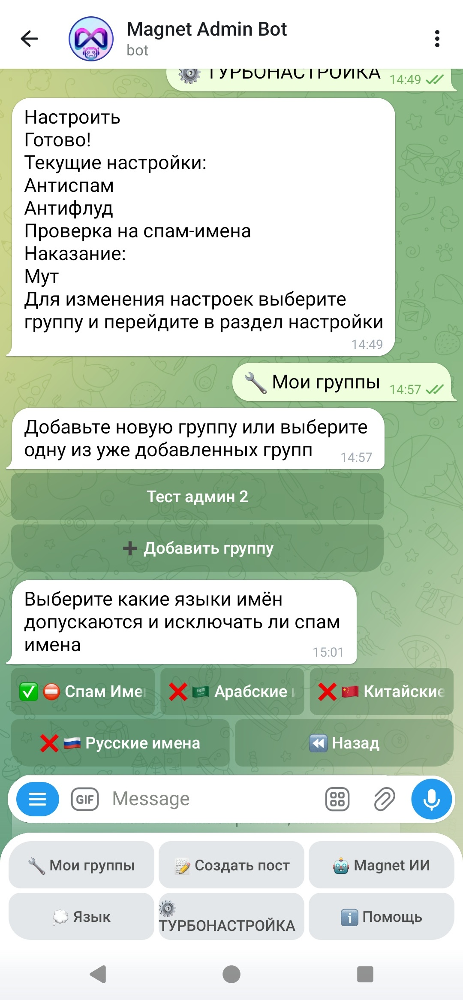 Magnet Admin Bot
bot
ТУРБОНАСТРОЙКА 14:49
Настроить
Готово!
Текущие настройки:
Антиспам
Антифлуд
Проверка на спам-имена
Наказание:
Мут
Для изменения настроек выберите
группу и перейдите в раздел настройки
14:49
Мои группы 14:57
Добавьте новую группу или выберите
одну из уже добавленных групп 14:57
Тест админ 2
Добавить группу
Выберите какие языки имён
допускаются и исключать ли спам
имена 15:01
Спам Име Арабские Китайские
Русские имена Назад
GIF Message
Мои группы Создать пост Magnet ИИ
Язык ТУРБОНАСТРОЙКА Помощь